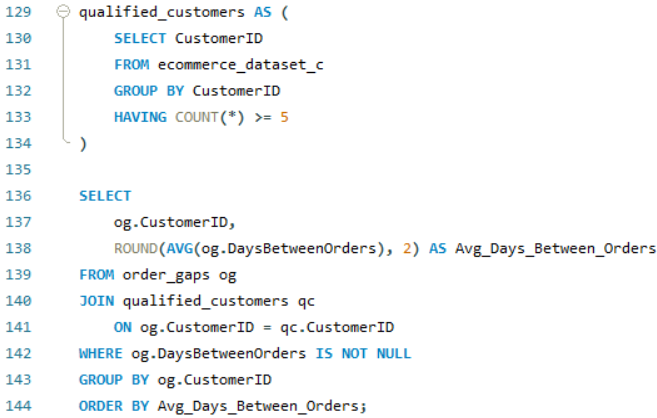 129 qualified_customers AS (
130     SELECT CustomerID
131     FROM ecommerce_dataset_c
132     GROUP BY CustomerID
133     HAVING COUNT(*) >= 5
134 )
135
136 SELECT
137     og.CustomerID,
138     ROUND(AVG(og.DaysBetweenOrders), 2) AS Avg_Days_Between_Orders
139 FROM order_gaps og
140 JOIN qualified_customers qc
141     ON og.CustomerID = qc.CustomerID
142 WHERE og.DaysBetweenOrders IS NOT NULL
143 GROUP BY og.CustomerID
144 ORDER BY Avg_Days_Between_Orders;